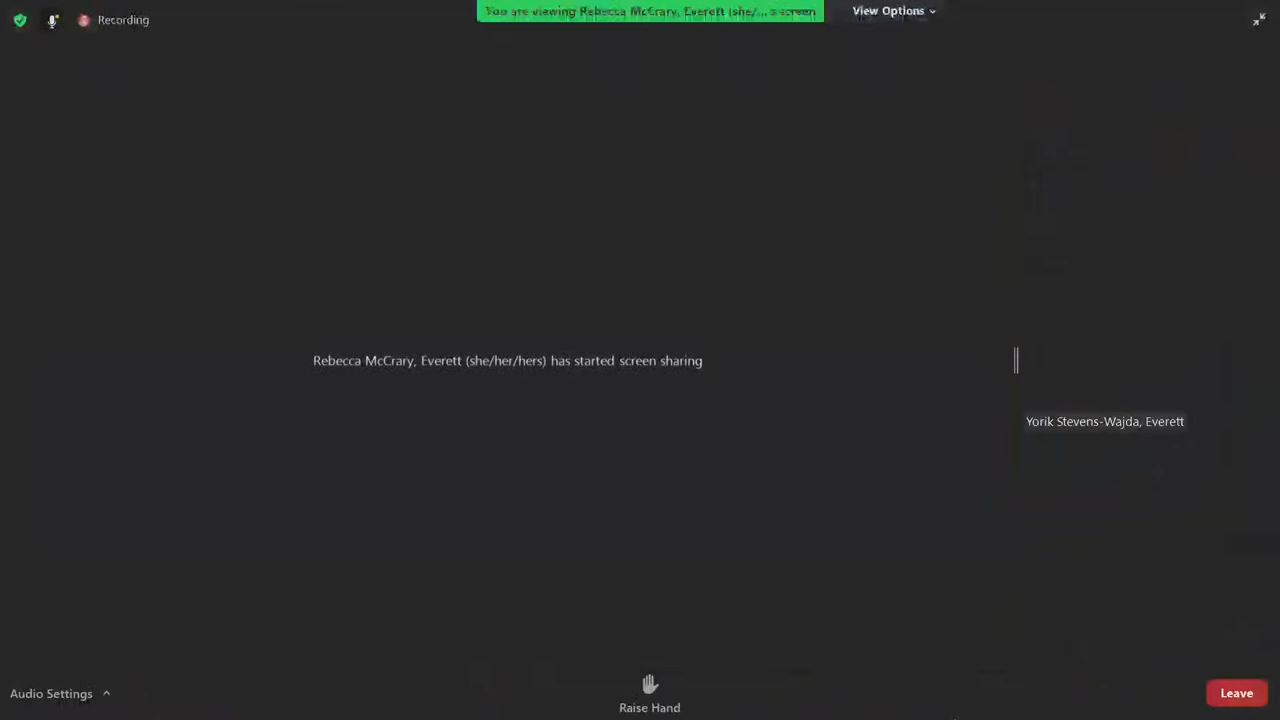 Recording
You are viewing Rebecca McCrary, Everett (she/... s screen
View Options
Rebecca McCrary, Everett (she/her/hers) has started screen sharing
Yorik Stevens-Wajda, Everett
Audio Settings
Raise Hand
Leave